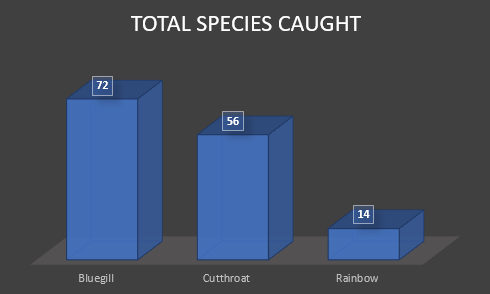 TOTAL SPECIES CAUGHT
72
56
14
Bluegill
Cutthroat
Rainbow